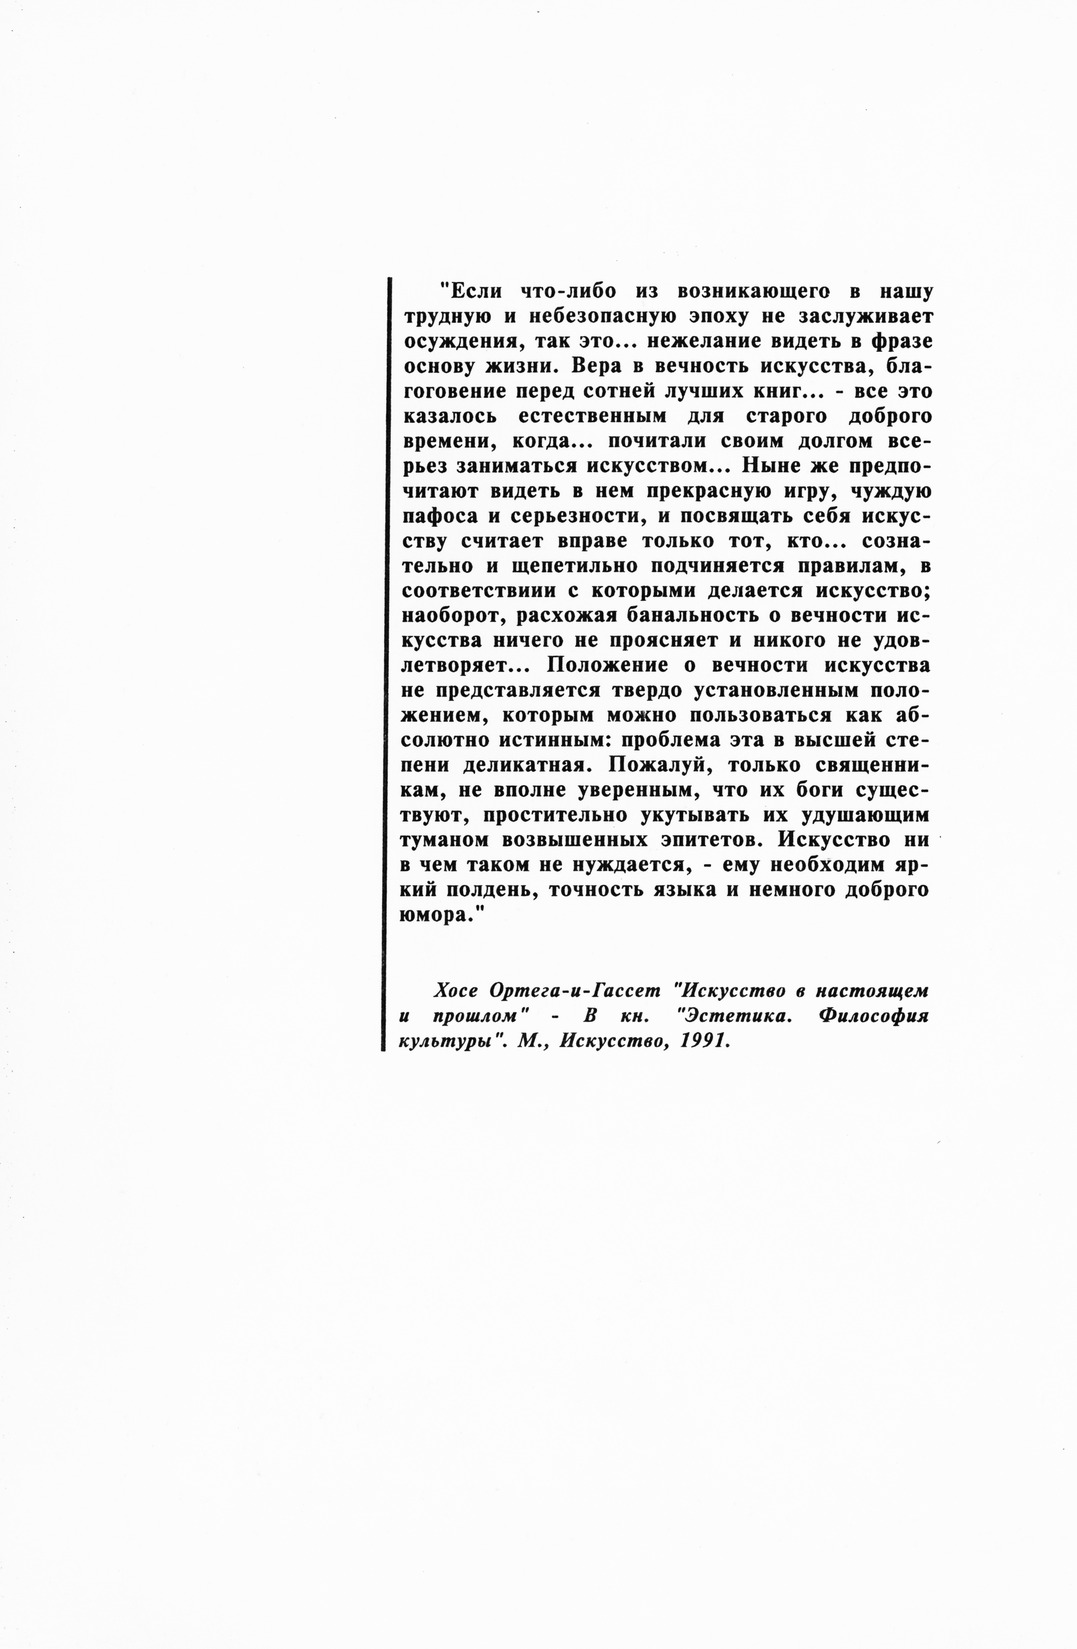 "Если что-либо из возникающего в нашу
трудную и небезопасную эпоху не заслуживает
осуждения, так это... нежелание видеть в фразе
основу жизни. Вера в вечность искусства, бла-
гоговение перед сотней лучших книг... - все это
казалось естественным для старого доброго
времени, когда... почитали своим долгом все-
рьез заниматься искусством... Ныне же предпо-
читают видеть в нем прекрасную игру, чуждую
пафоса и серьезности, и посвящать себя искус-
ству считает вправе только тот, кто... созна-
тельно и щепетильно подчиняется правилам, в
соответствиии с которыми делается искусство;
наоборот, расхожая банальность о вечности ис-
кусства ничего не проясняет и никого не удов-
летворяет... Положение о вечности искусства
не представляется твердо установленным поло-
жением, которым можно пользоваться как аб-
солютно истинным: проблема эта в высшей сте-
пени деликатная. Пожалуй, только священни-
кам, не вполне уверенным, что их боги сущес-
твуют, простительно укутывать их удушающим
туманом возвышенных эпитетов. Искусство ни
в чем таком не нуждается, - ему необходим яр-
кий полдень, точность языка и немного доброго
юмора."
Хосе Ортега-и-Гассет "Искусство в настоящем
и прошлом" - В кн. "Эстетика. Философия
культуры". М., Искусство, 1991.